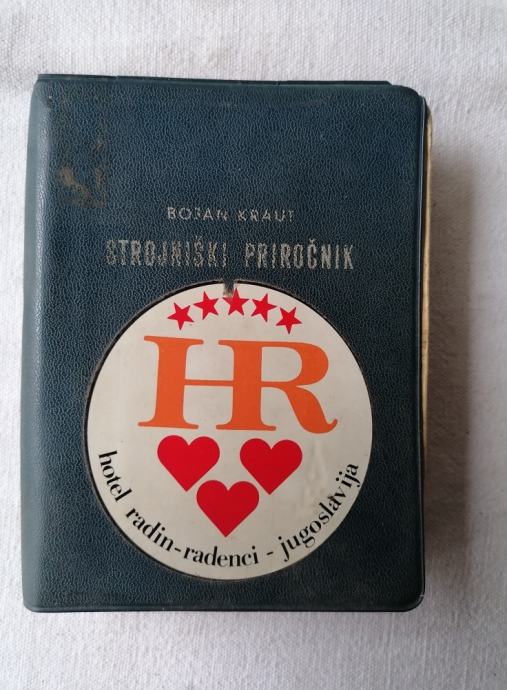 BOJAN KRAUT
STROJNIŠKI PRIROČNIK
HR
hotel radin-radenci - jugoslavija